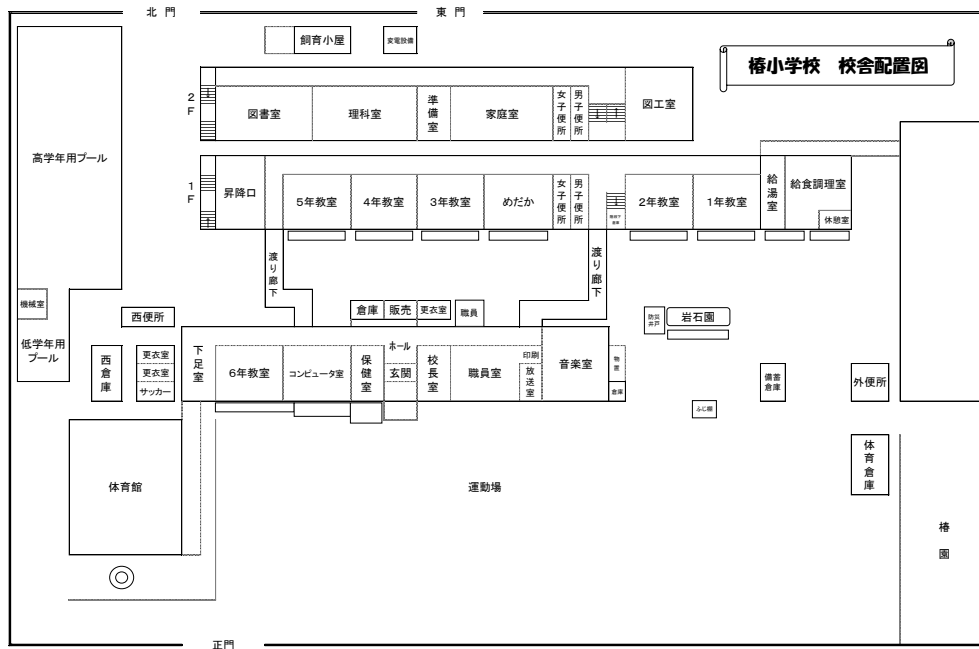 北門
東門
飼育小屋
変電設備
椿小学校 校舎配置図
2F
図書室
理科室
準備室
家庭室
女子便所
男子便所
図工室
高学年用プール
1F
昇降口
5年教室
4年教室
3年教室
めだか
女子便所
男子便所
2年教室
1年教室
給湯室
給食調理室
休憩室
渡り廊下
渡り廊下
機械室
低学年用
プール
西便所
倉庫
販売
更衣室
職員
防災
井戸
岩石園
西倉庫
更衣室
更衣室
サッカー
下足室
6年教室
コンピュータ室
保健室
ホール
玄関
校長室
職員室
印刷
放送室
音楽室
物置
倉庫
備蓄
倉庫
外便所
ふじ棚
体育館
運動場
体育倉庫
椿園
正門